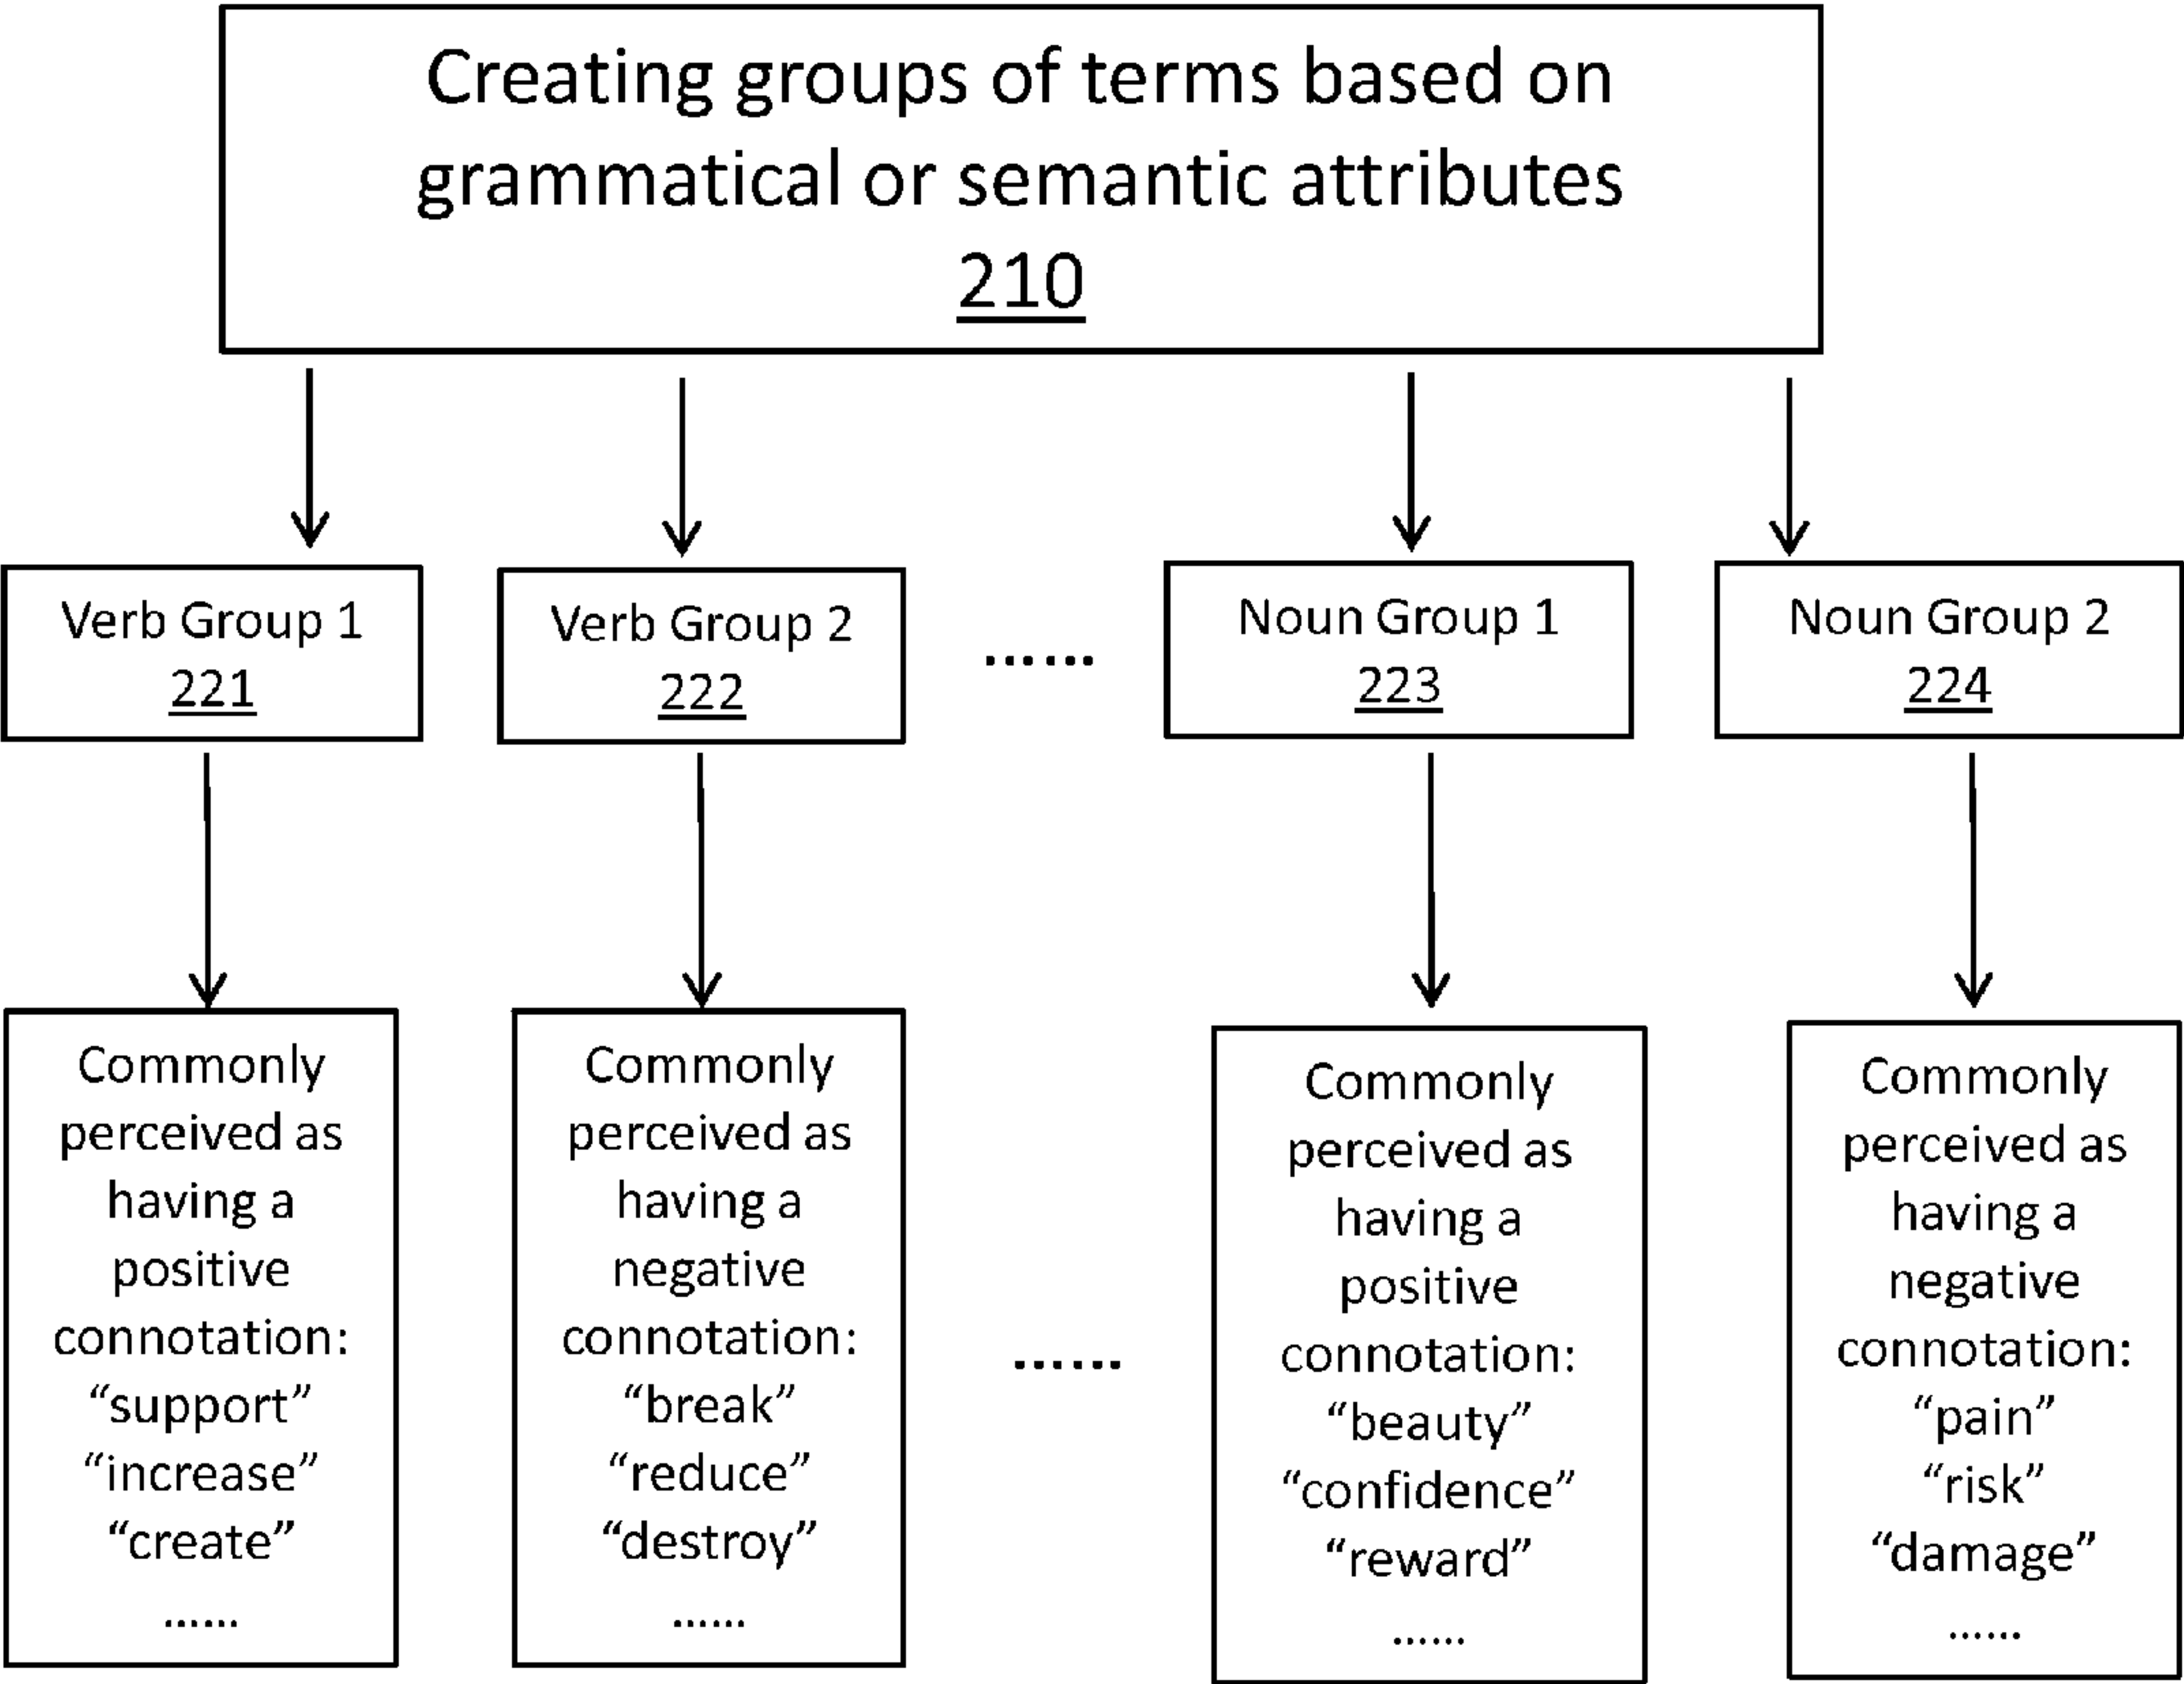 Creating groups of terms based on
grammatical or semantic attributes
210
Verb Group 1
221
Verb Group 2
222
......
Noun Group 1
223
Noun Group 2
224
Commonly
perceived as
having a
positive
connotation:
“support”
“increase”
“create”
......
Commonly
perceived as
having a
negative
connotation:
“break”
“reduce”
“destroy”
......
......
Commonly
perceived as
having a
positive
connotation:
“beauty”
“confidence”
“reward”
......
Commonly
perceived as
having a
negative
connotation:
“pain”
“risk”
“damage”
......